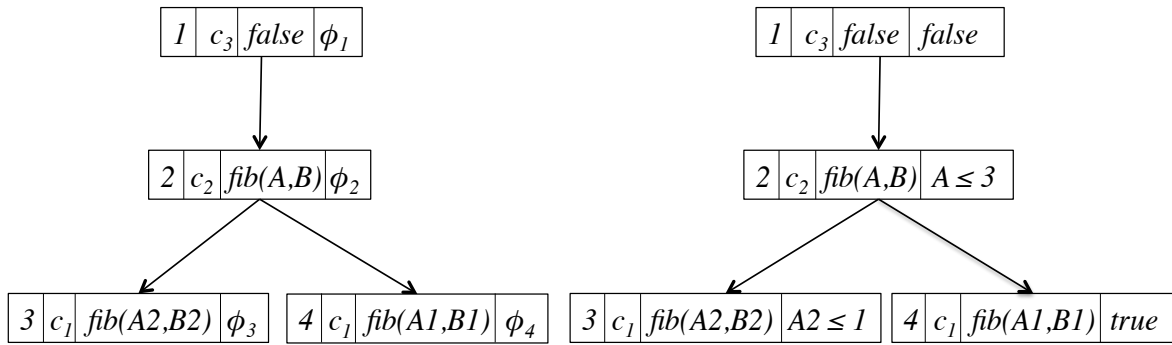 1 c₃ false ϕ₁
1 c₃ false false
2 c₂ fib(A,B) ϕ₂
2 c₂ fib(A,B) A ≤ 3
3 c₁ fib(A2,B2) ϕ₃
4 c₁ fib(A1,B1) ϕ₄
3 c₁ fib(A2,B2) A2 ≤ 1
4 c₁ fib(A1,B1) true